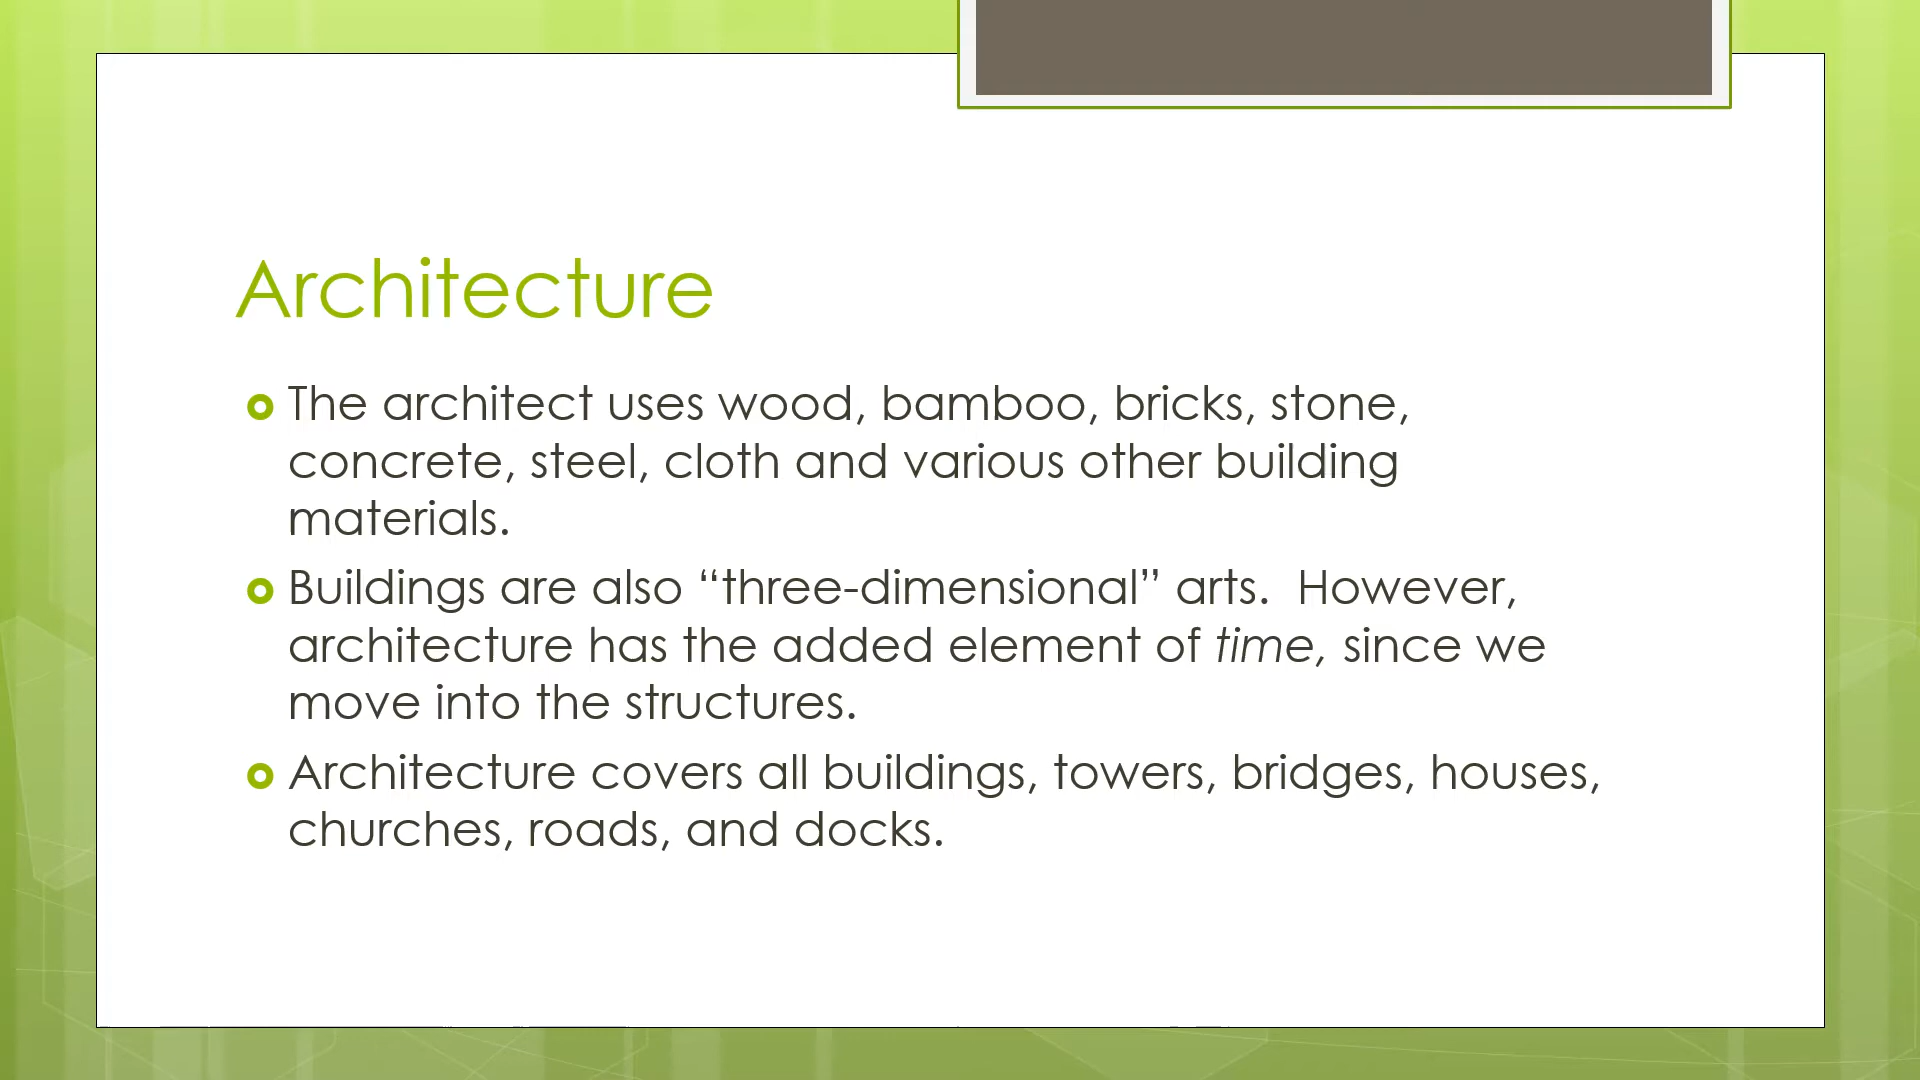 Architecture
The architect uses wood, bamboo, bricks, stone,
concrete, steel, cloth and various other building
materials.
Buildings are also “three-dimensional” arts.  However,
architecture has the added element of time, since we
move into the structures.
Architecture covers all buildings, towers, bridges, houses,
churches, roads, and docks.